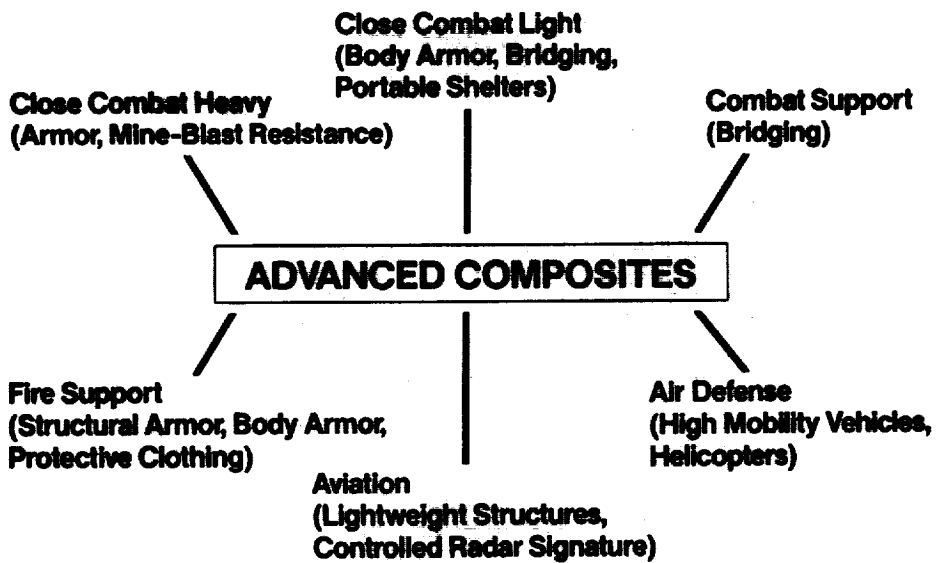 Close Combat Light
(Body Armor, Bridging,
Portable Shelters)
Close Combat Heavy
(Armor, Mine-Blast Resistance)
Combat Support
(Bridging)
ADVANCED COMPOSITES
Fire Support
(Structural Armor, Body Armor,
Protective Clothing)
Air Defense
(High Mobility Vehicles,
Helicopters)
Aviation
(Lightweight Structures,
Controlled Radar Signature)